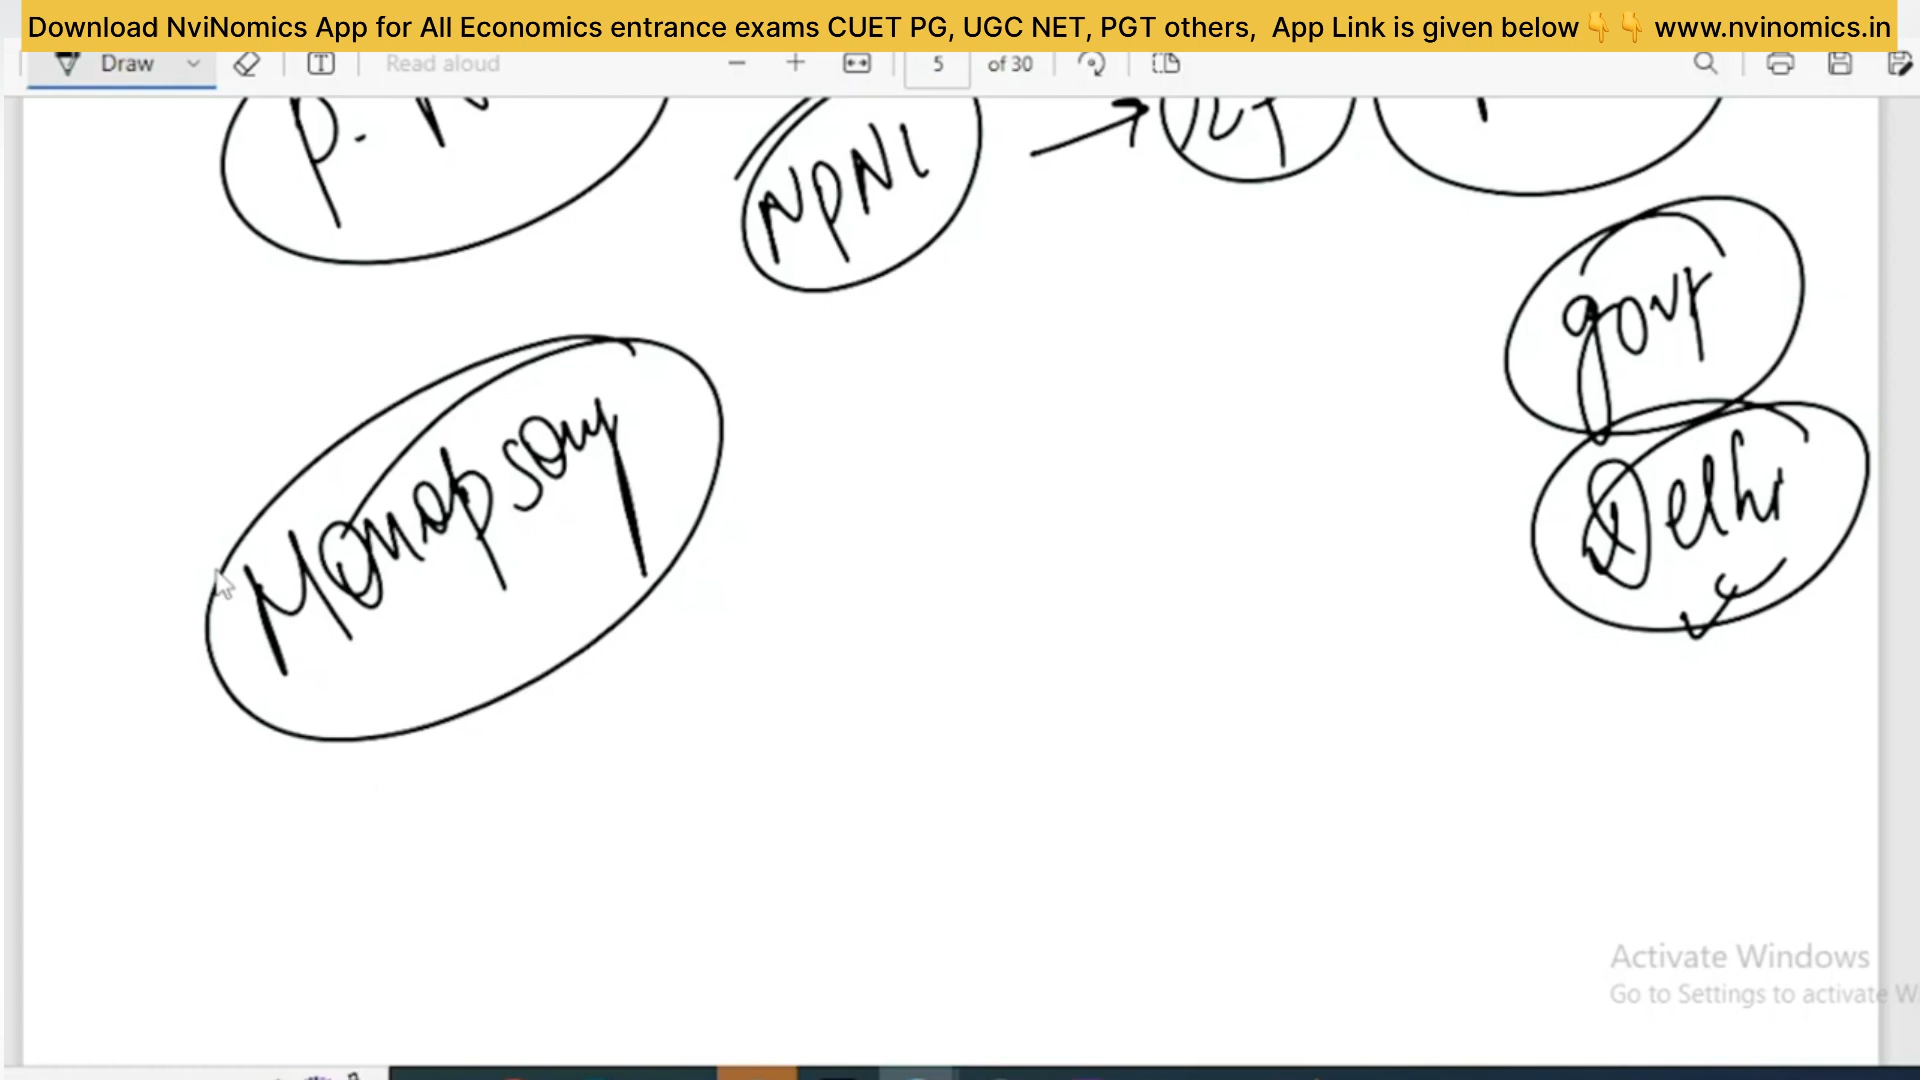 Download NviNomics App for All Economics entrance exams CUET PG, UGC NET, PGT others, App Link is given below👇👇 www.nvinomics.in
Draw
Read aloud
5 of 30
NPNI
govt
Monopsony
Delhi
Activate Windows
Go to Settings to activate W